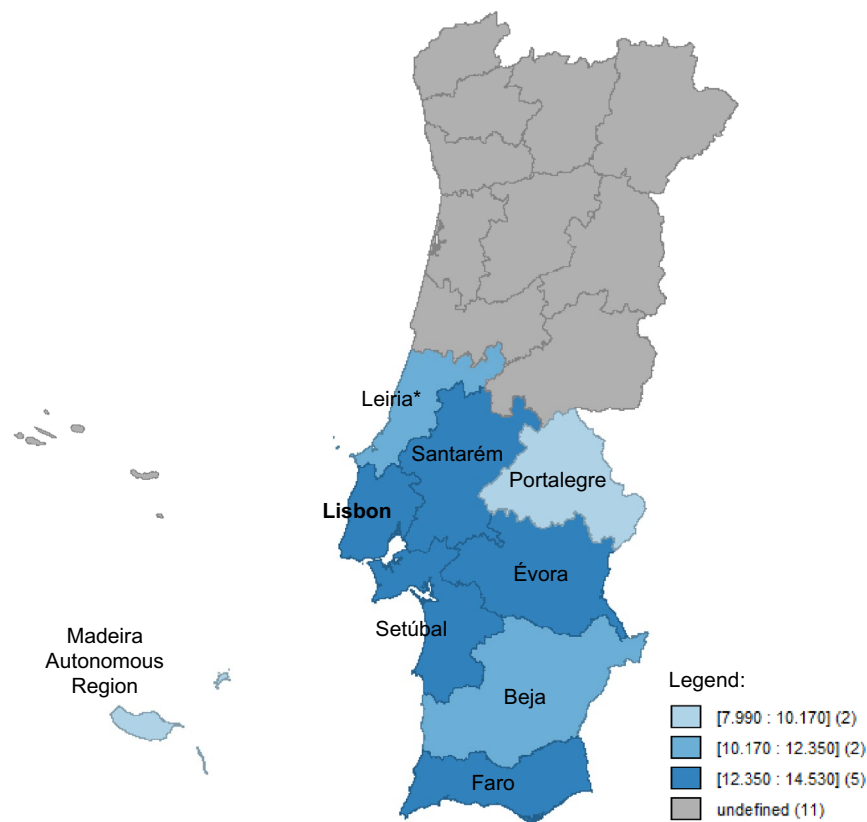 Leiria*
Santarém
Portalegre
Lisbon
Évora
Setúbal
Madeira
Autonomous
Region
Beja
Faro
Legend:
[7.990 : 10.170] (2)
[10.170 : 12.350] (2)
[12.350 : 14.530] (5)
undefined (11)